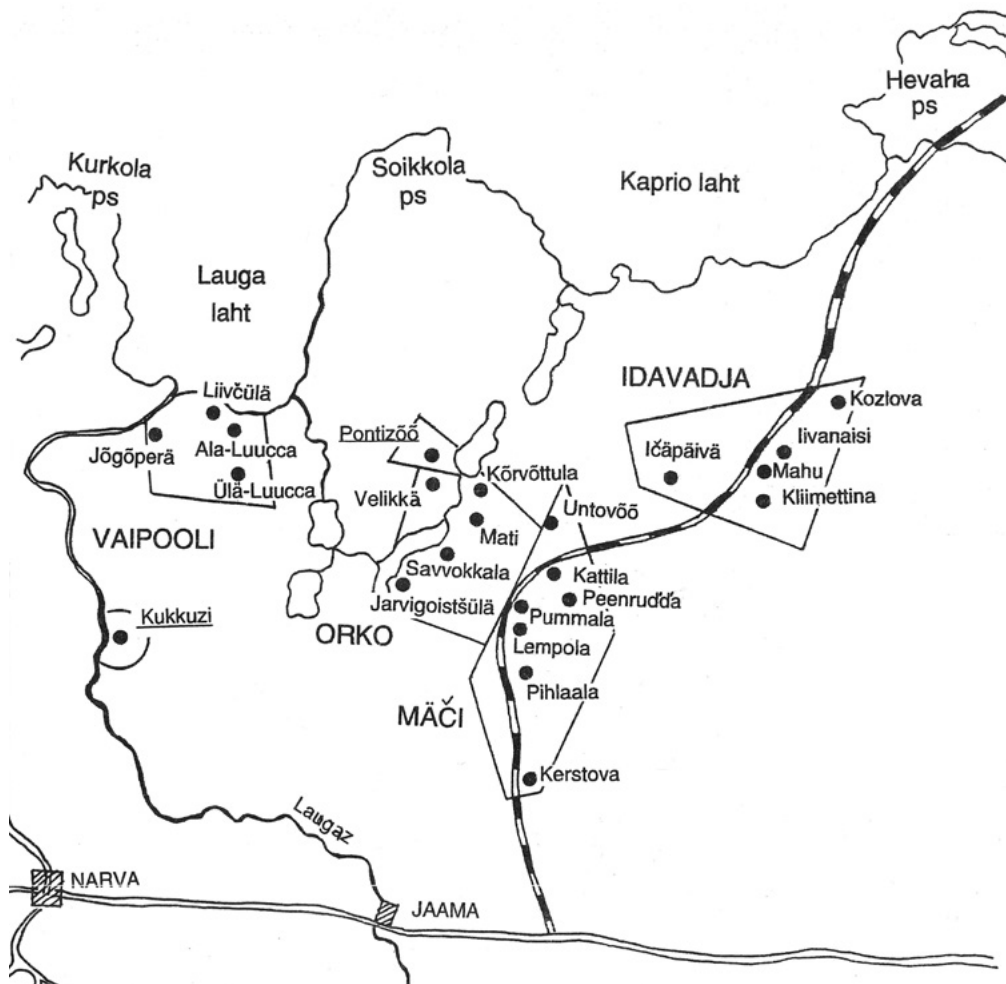 Hevaha
ps
Kurkola
ps
Soikkola
ps
Kaprio laht
Lauga
laht
IDAVADJA
Liivčülä
Kozlova
Jõgõperä
Ala-Luucca
Pontizõõ
Iivanaisi
Ičäpäivä
Mahu
Ülä-Luucca
Velikkä
Kõrvõttula
Kliimettina
VAIPOOLI
Mati
Untovõõ
Savvokkala
Kattila
Jarvigoistšülä
Peenruďďa
Kukkuzi
ORKO
Pummala
Lempola
Pihlaala
MÄČI
Kerstova
Laugaz
NARVA
JAAMA